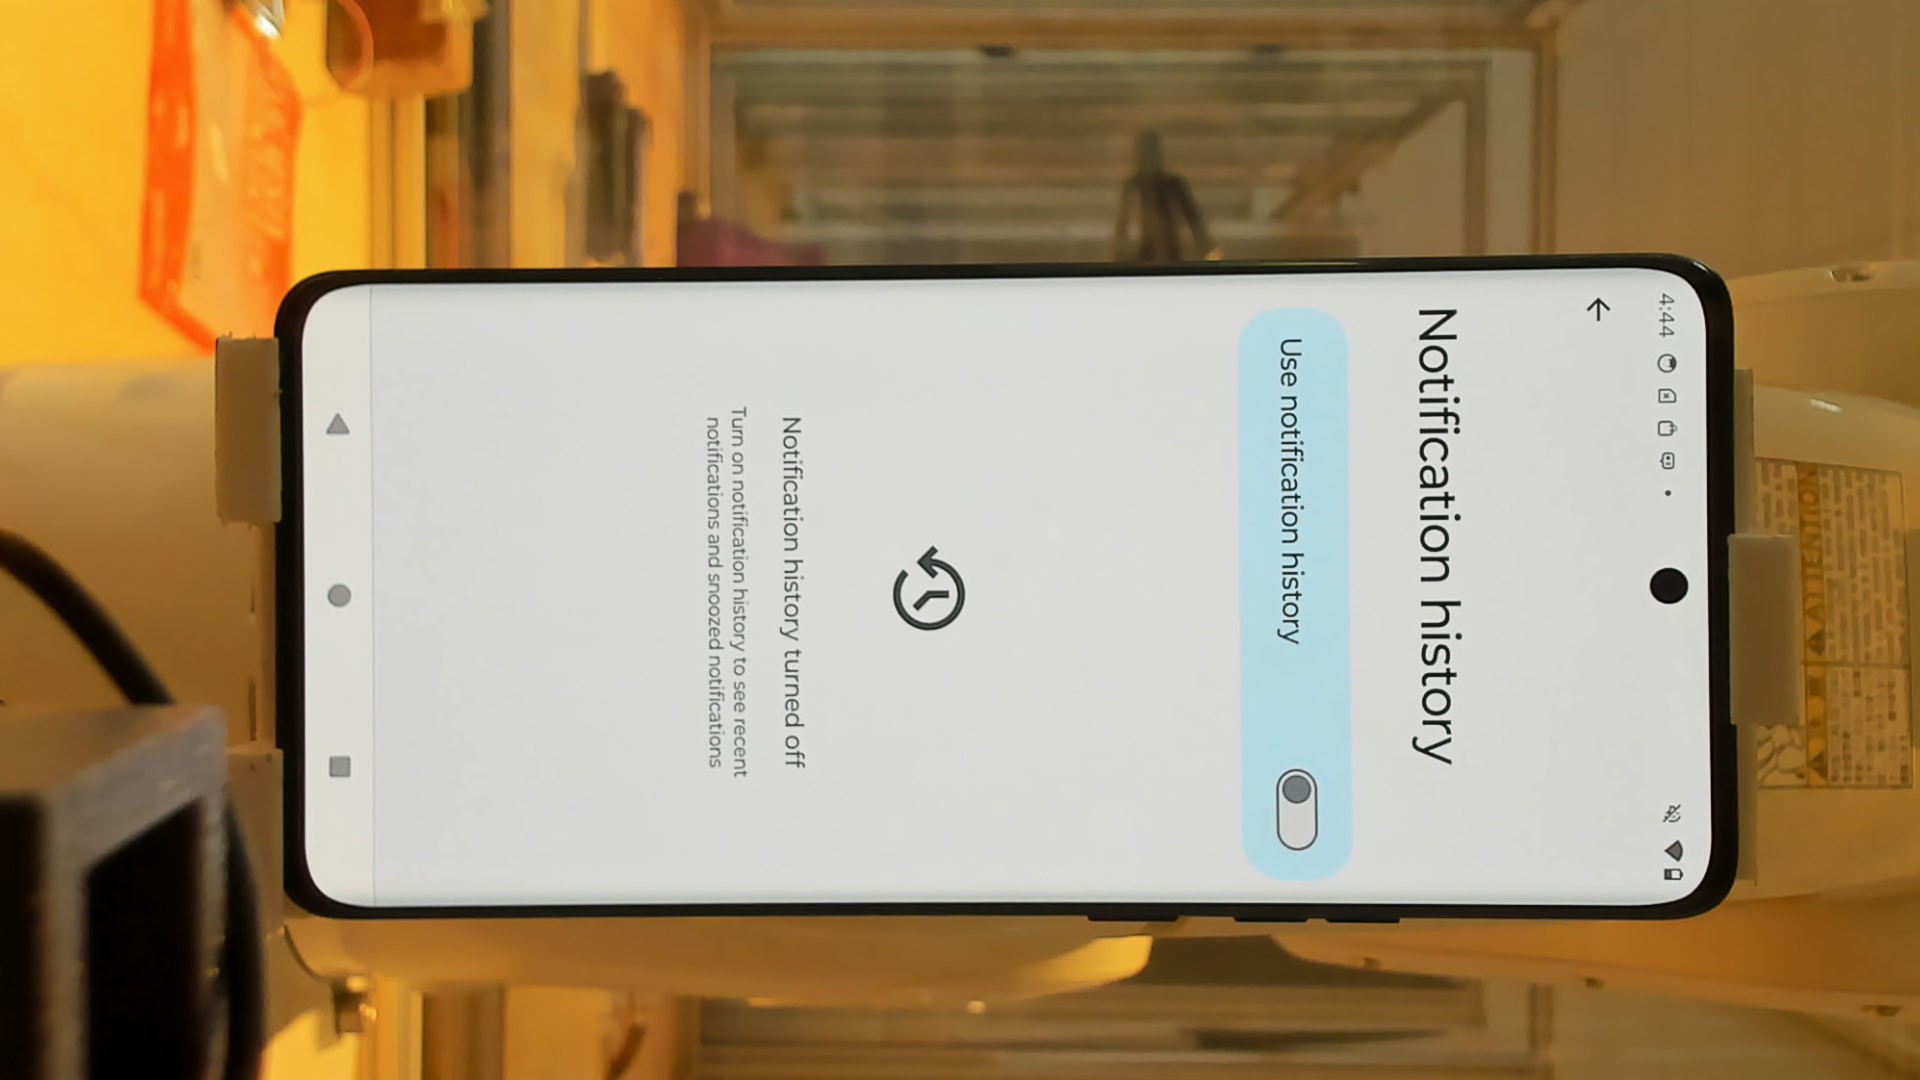 4:44
Notification history
Use notification history
Notification history turned off
Turn on notification history to see recent
notifications and snoozed notifications
ATTENTION